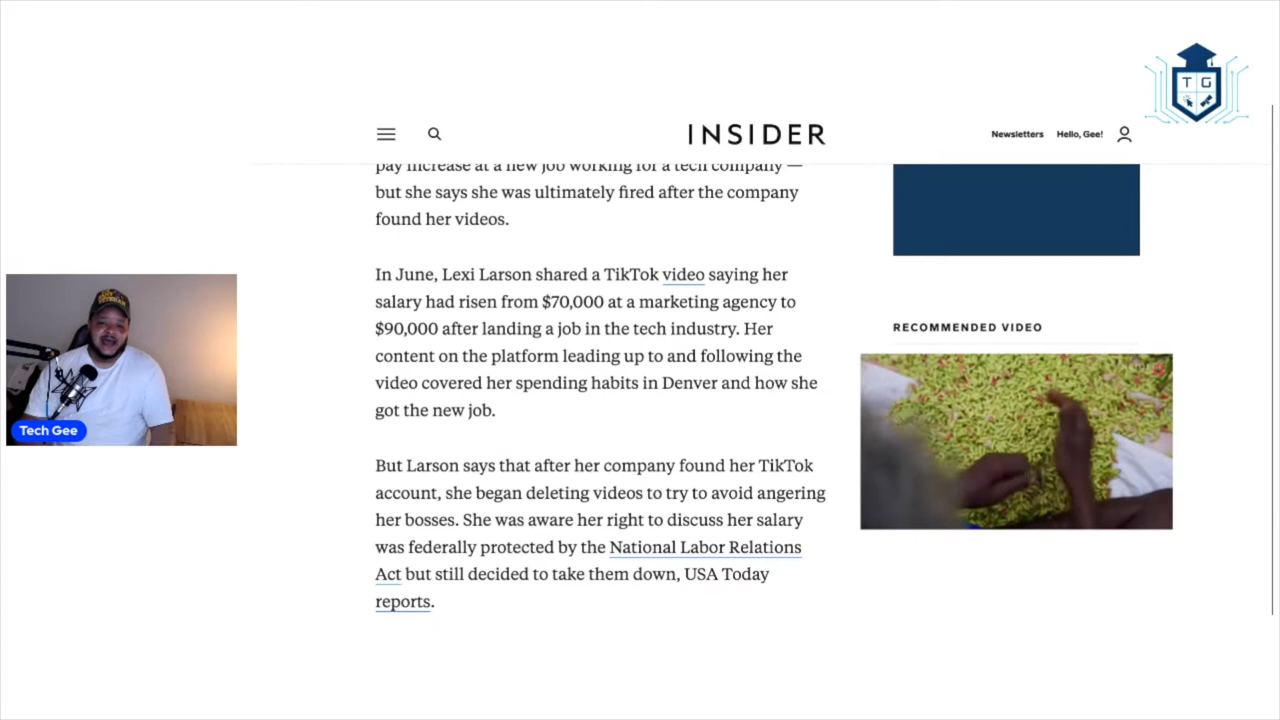 T G
INSIDER
Newsletters
Hello, Gee!
pay increase at a new job working for a tech company —
but she says she was ultimately fired after the company
found her videos.
In June, Lexi Larson shared a TikTok video saying her
salary had risen from $70,000 at a marketing agency to
$90,000 after landing a job in the tech industry. Her
content on the platform leading up to and following the
video covered her spending habits in Denver and how she
got the new job.
But Larson says that after her company found her TikTok
account, she began deleting videos to try to avoid angering
her bosses. She was aware her right to discuss her salary
was federally protected by the National Labor Relations
Act but still decided to take them down, USA Today
reports.
RECOMMENDED VIDEO
Tech Gee